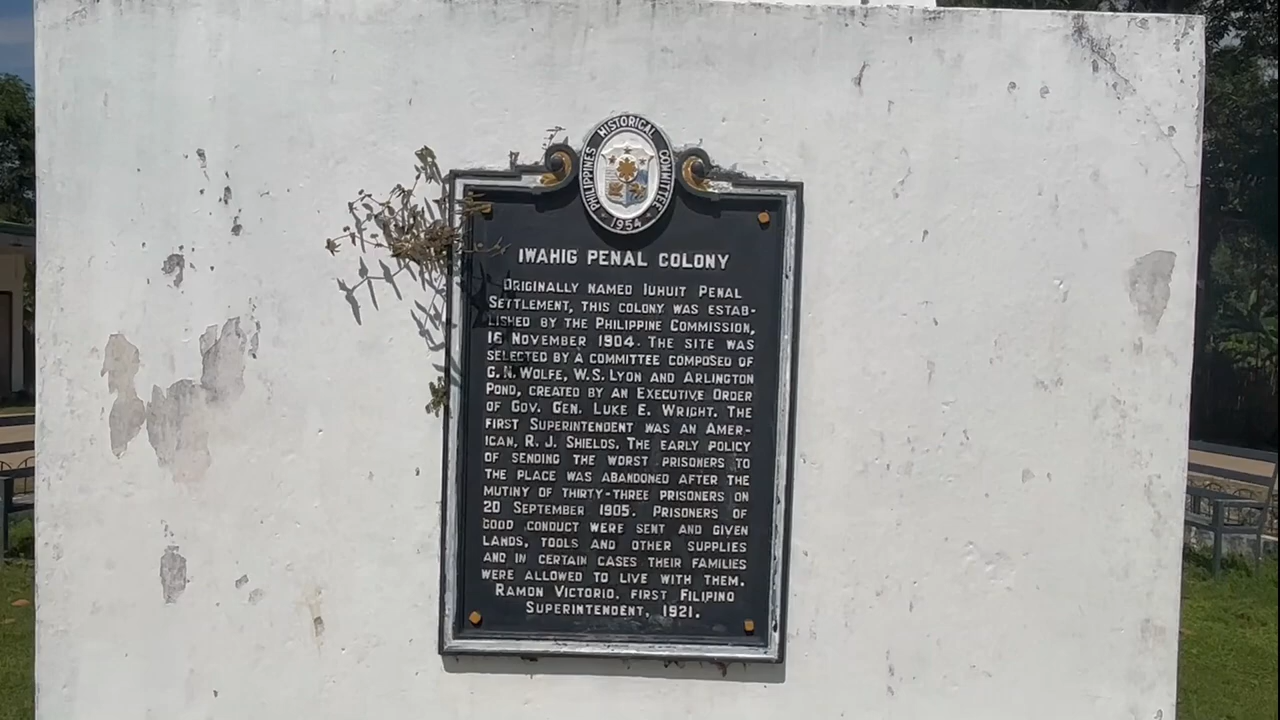 PHILIPPINES HISTORICAL COMMITTEE
1954
IWAHIG PENAL COLONY
ORIGINALLY NAMED IUHUIT PENAL
SETTLEMENT, THIS COLONY WAS ESTAB-
LISHED BY THE PHILIPPINE COMMISSION,
16 NOVEMBER 1904. THE SITE WAS
SELECTED BY A COMMITTEE COMPOSED OF
G. N. WOLFE, W.S. LYON AND ARLINGTON
POND, CREATED BY AN EXECUTIVE ORDER
OF GOV. GEN. LUKE E. WRIGHT. THE
FIRST SUPERINTENDENT WAS AN AMER-
ICAN, R. J. SHIELDS. THE EARLY POLICY
OF SENDING THE WORST PRISONERS TO
THE PLACE WAS ABANDONED AFTER THE
MUTINY OF THIRTY-THREE PRISONERS ON
20 SEPTEMBER 1905. PRISONERS OF
GOOD CONDUCT WERE SENT AND GIVEN
LANDS, TOOLS AND OTHER SUPPLIES
AND IN CERTAIN CASES THEIR FAMILIES
WERE ALLOWED TO LIVE WITH THEM.
RAMON VICTORIO, FIRST FILIPINO
SUPERINTENDENT, 1921.